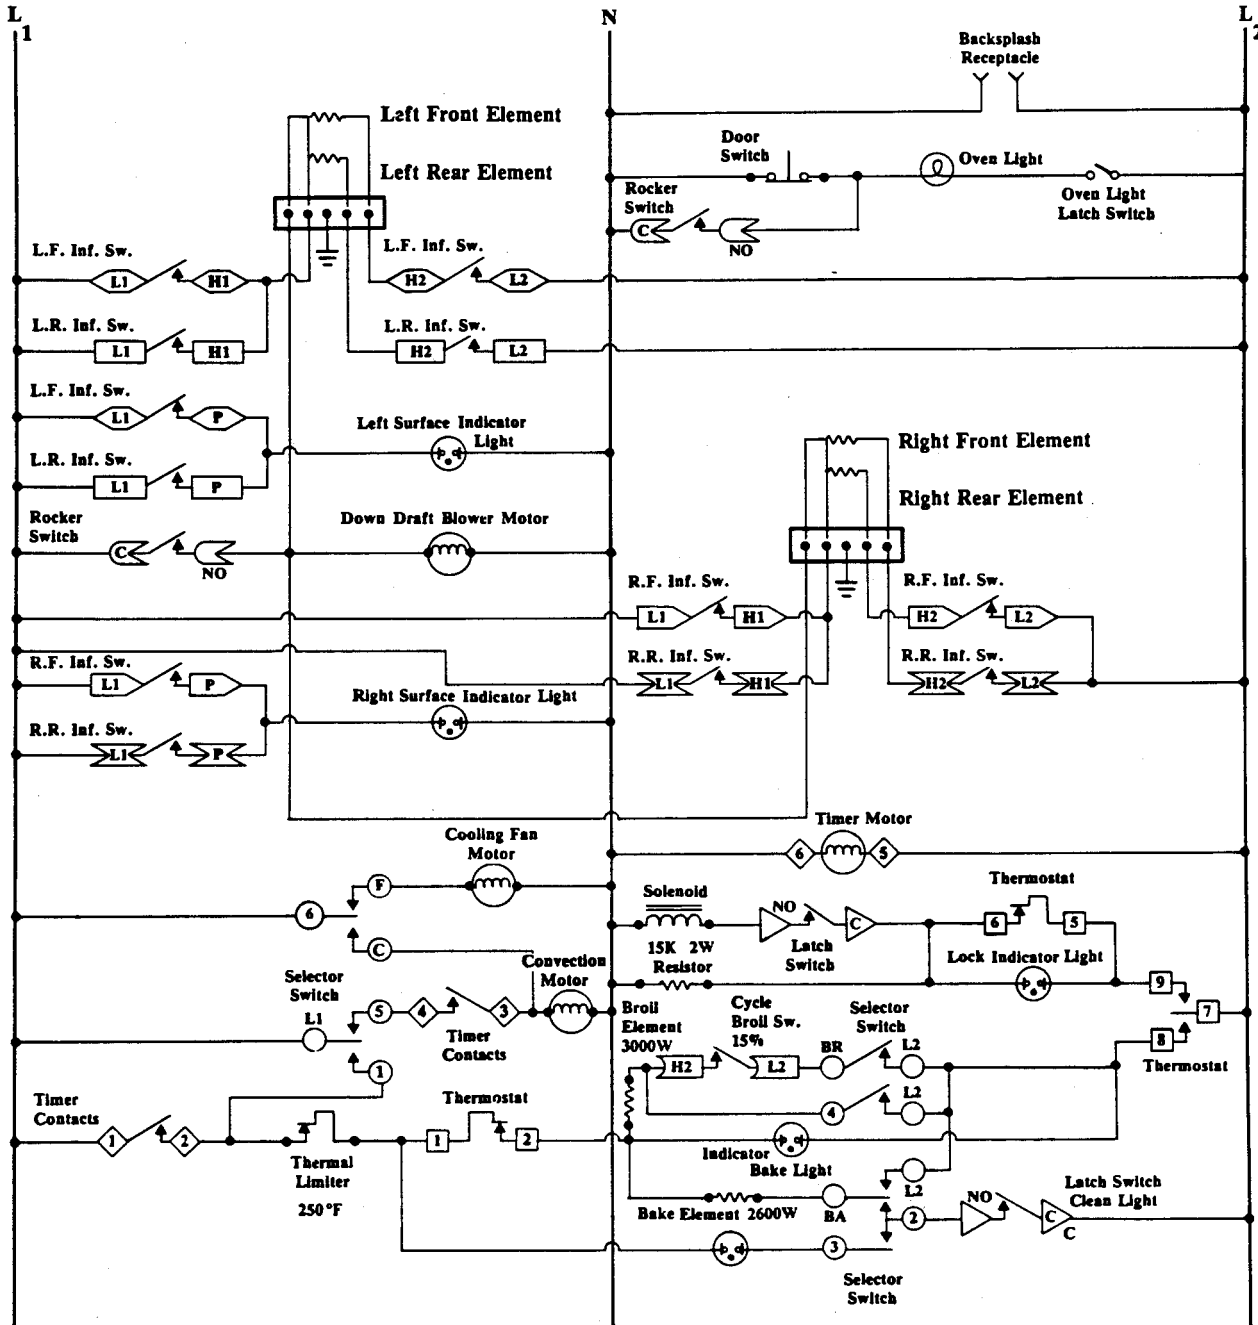 L1
N
L2
Backsplash
Receptacle
Left Front Element
Left Rear Element
Door
Switch
Oven Light
Rocker
Switch
C
NO
Oven Light
Latch Switch
L.F. Inf. Sw.
L1
H1
L.F. Inf. Sw.
H2
L2
L.R. Inf. Sw.
L1
H1
L.R. Inf. Sw.
H2
L2
L.F. Inf. Sw.
L1
P
Left Surface Indicator
Light
L.R. Inf. Sw.
L1
P
Right Front Element
Right Rear Element
Rocker
Switch
C
NO
Down Draft Blower Motor
R.F. Inf. Sw.
L1
H1
R.F. Inf. Sw.
H2
L2
R.R. Inf. Sw.
L1
H1
R.R. Inf. Sw.
H2
L2
R.F. Inf. Sw.
L1
P
Right Surface Indicator Light
R.R. Inf. Sw.
L1
P
Timer Motor
6
5
Cooling Fan
Motor
F
6
C
Solenoid
NO
C
Latch
Switch
Thermostat
6
5
15K 2W
Resistor
Lock Indicator Light
9
7
8
Thermostat
Convection
Motor
Selector
Switch
L1
5
4
3
Timer
Contacts
1
Broil
Element
3000W
Cycle
Broil Sw.
15%
H2
L2
Selector
Switch
BR
L2
4
L2
Timer
Contacts
1
2
Thermal
Limiter
250°F
Thermostat
1
2
Indicator
Bake Light
L2
Bake Element 2600W
BA
2
NO
C
C
Latch Switch
Clean Light
3
Selector
Switch